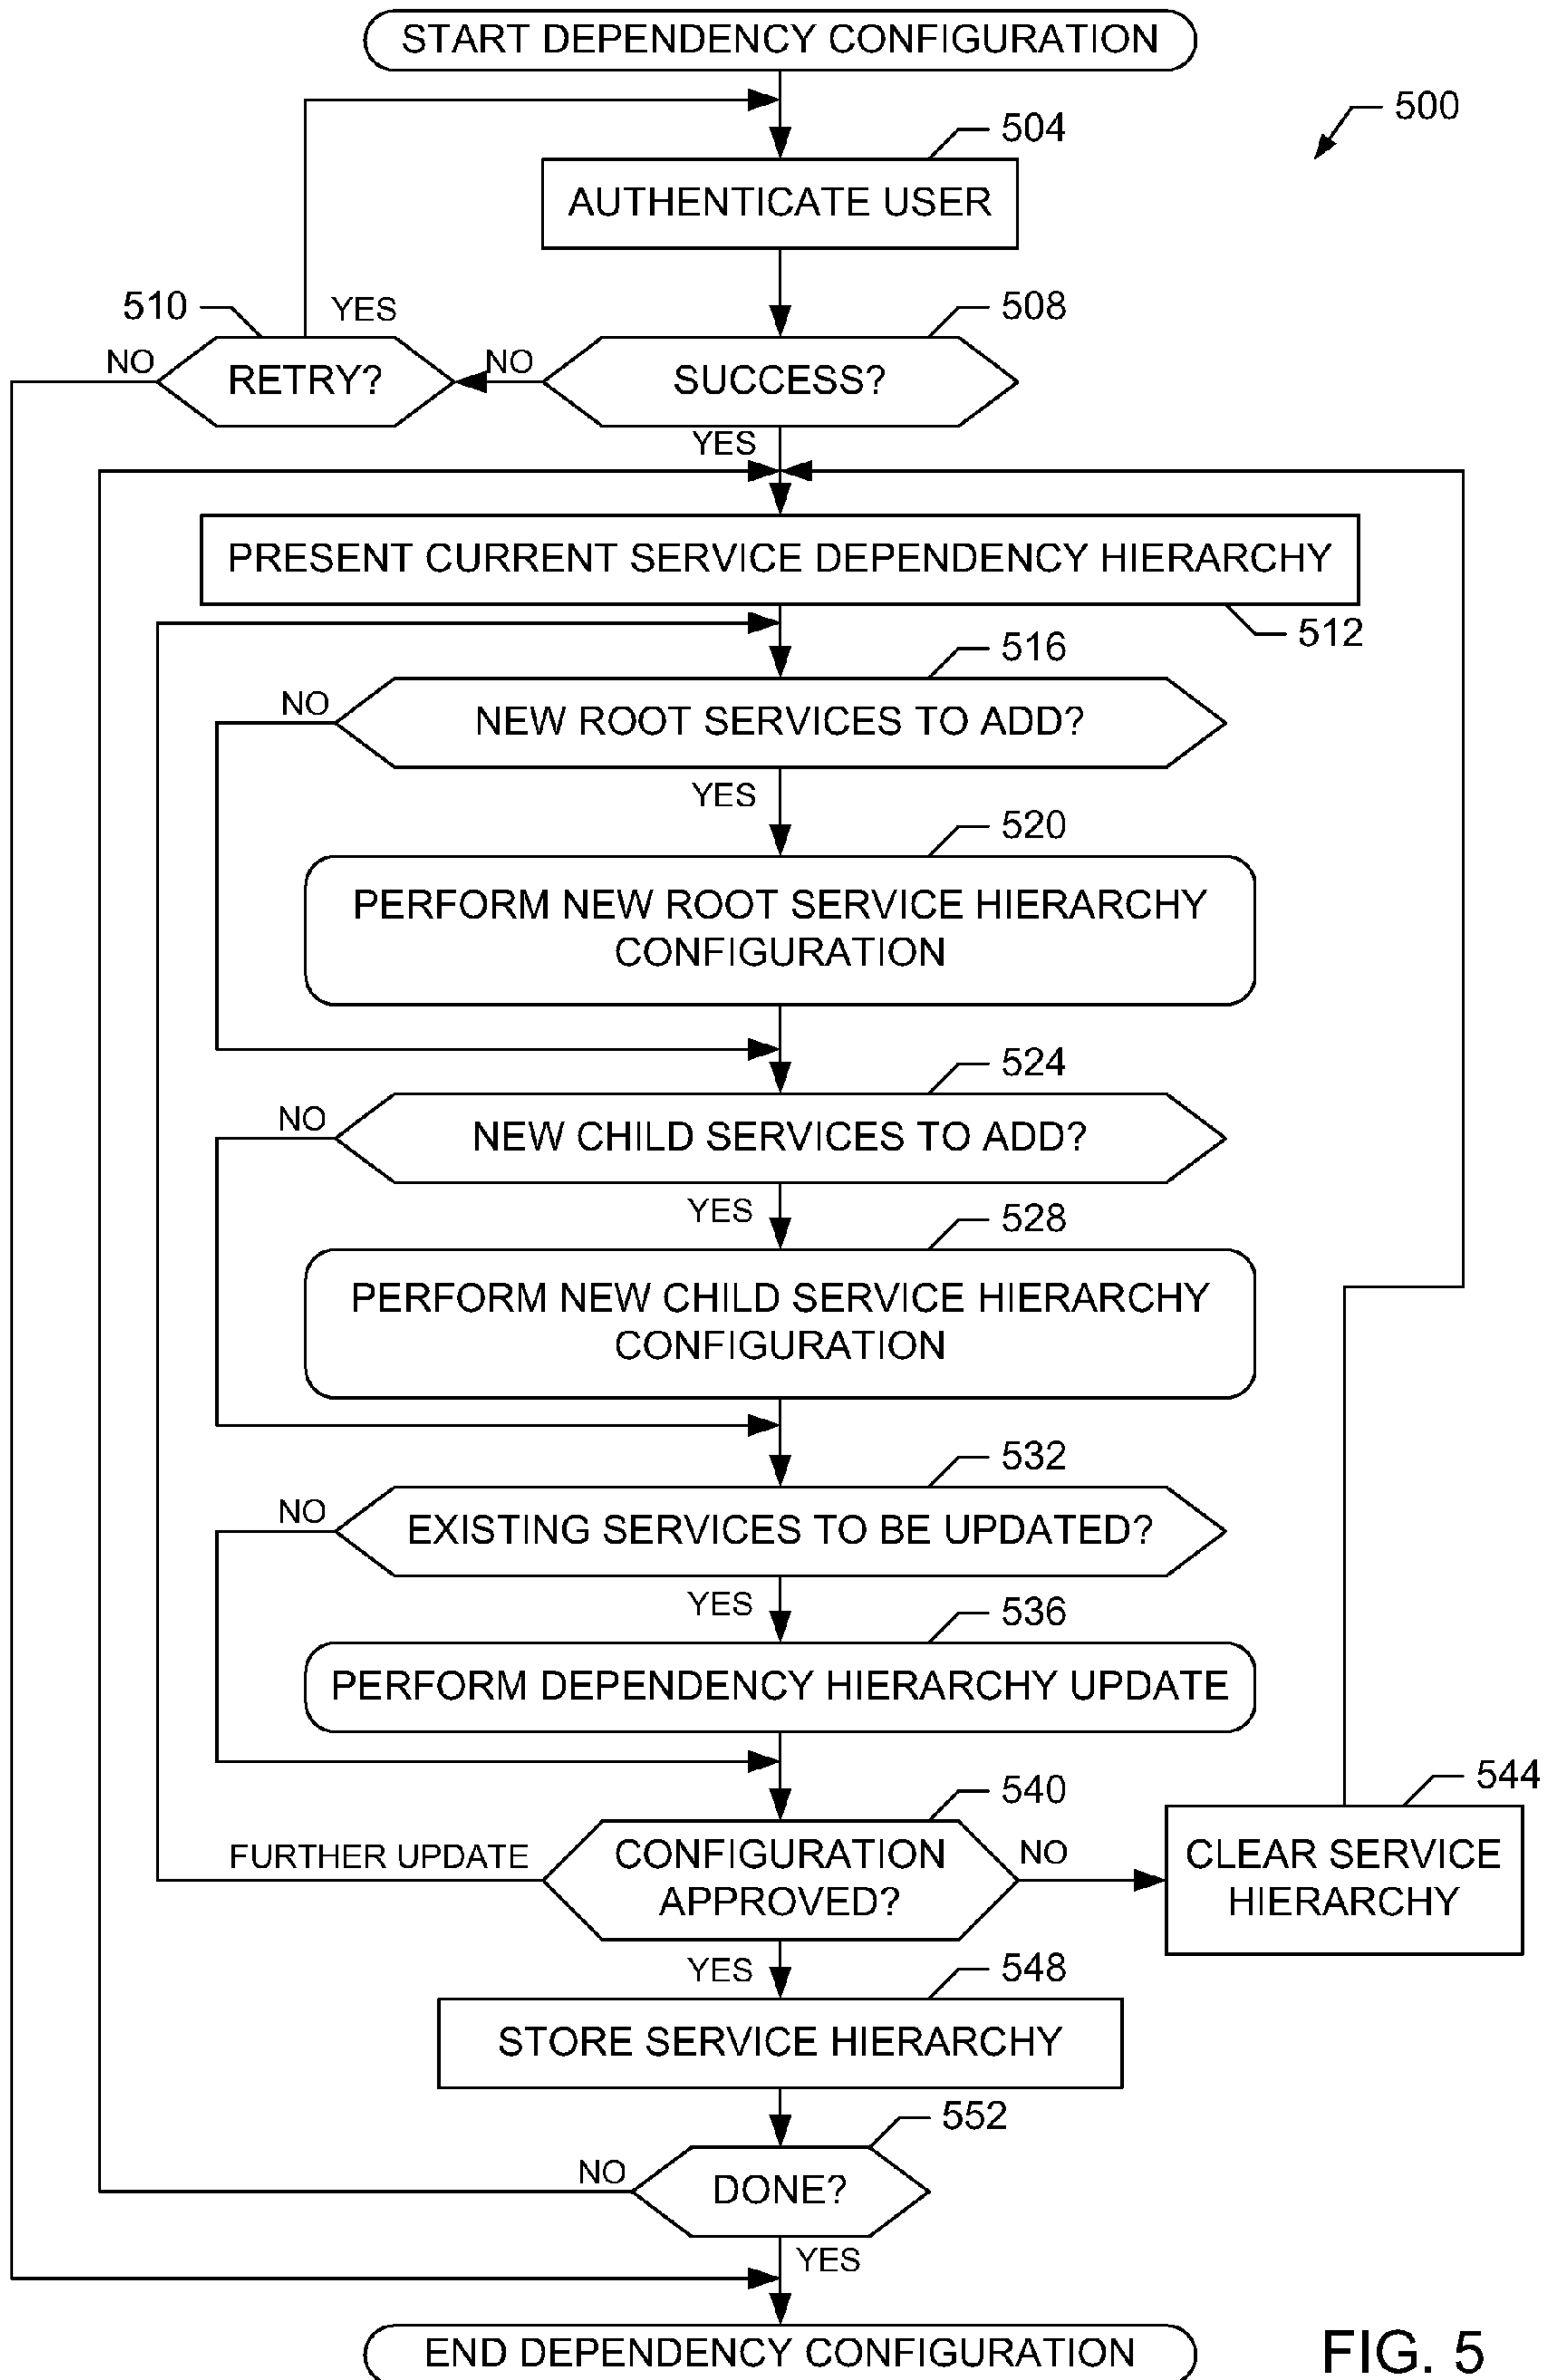 START DEPENDENCY CONFIGURATION
500
504
AUTHENTICATE USER
510
YES
508
NO
RETRY?
NO
SUCCESS?
YES
PRESENT CURRENT SERVICE DEPENDENCY HIERARCHY
512
516
NO
NEW ROOT SERVICES TO ADD?
YES
520
PERFORM NEW ROOT SERVICE HIERARCHY
CONFIGURATION
524
NO
NEW CHILD SERVICES TO ADD?
YES
528
PERFORM NEW CHILD SERVICE HIERARCHY
CONFIGURATION
532
NO
EXISTING SERVICES TO BE UPDATED?
YES
536
PERFORM DEPENDENCY HIERARCHY UPDATE
540
544
FURTHER UPDATE
CONFIGURATION
APPROVED?
NO
CLEAR SERVICE
HIERARCHY
YES
548
STORE SERVICE HIERARCHY
552
NO
DONE?
YES
END DEPENDENCY CONFIGURATION
FIG. 5